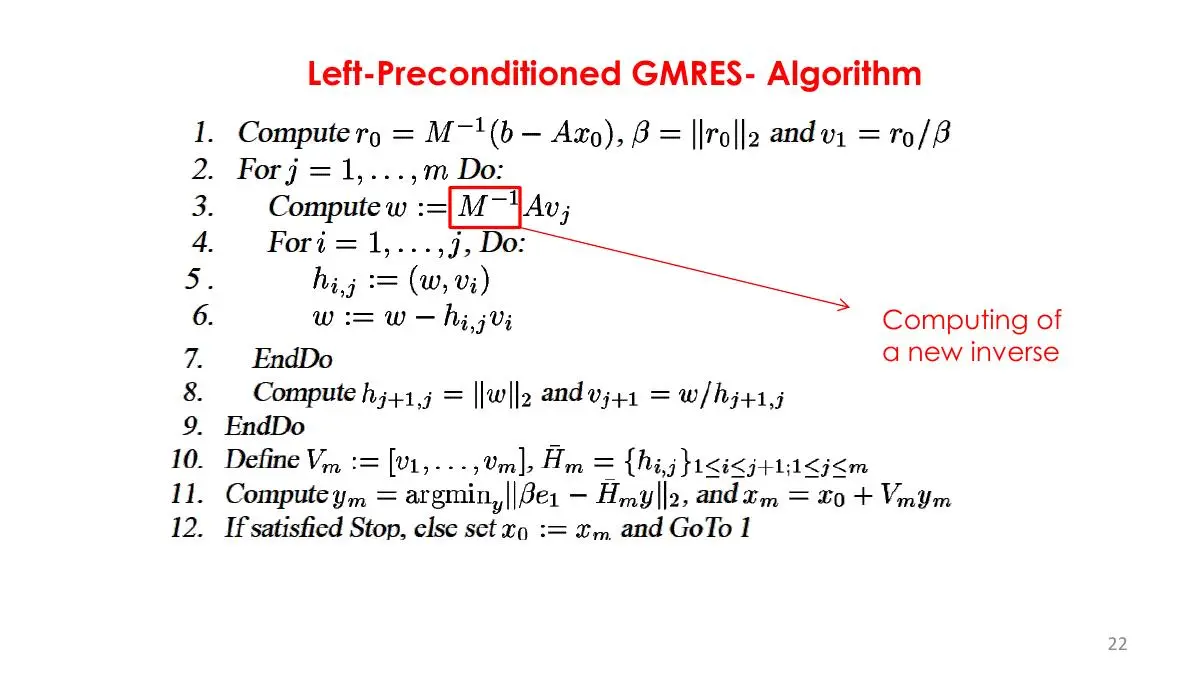 Left-Preconditioned GMRES- Algorithm
1. Compute r₀ = M⁻¹(b − Ax₀), β = ‖r₀‖₂ and v₁ = r₀/β
2. For j = 1, . . . , m Do:
3. Compute w := M⁻¹Avⱼ
4. For i = 1, . . . , j, Do:
5 . hᵢ,ⱼ := (w, vᵢ)
6. w := w − hᵢ,ⱼvᵢ
Computing of
a new inverse
7. EndDo
8. Compute hⱼ₊₁,ⱼ = ‖w‖₂ and vⱼ₊₁ = w/hⱼ₊₁,ⱼ
9. EndDo
10. Define Vₘ := [v₁, . . . , vₘ], H̄ₘ = {hᵢ,ⱼ}₁≤ᵢ≤ⱼ₊₁;₁≤ⱼ≤ₘ
11. Compute yₘ = argminᵧ‖βe₁ − H̄ₘy‖₂, and xₘ = x₀ + Vₘyₘ
12. If satisfied Stop, else set x₀ := xₘ and GoTo 1
22